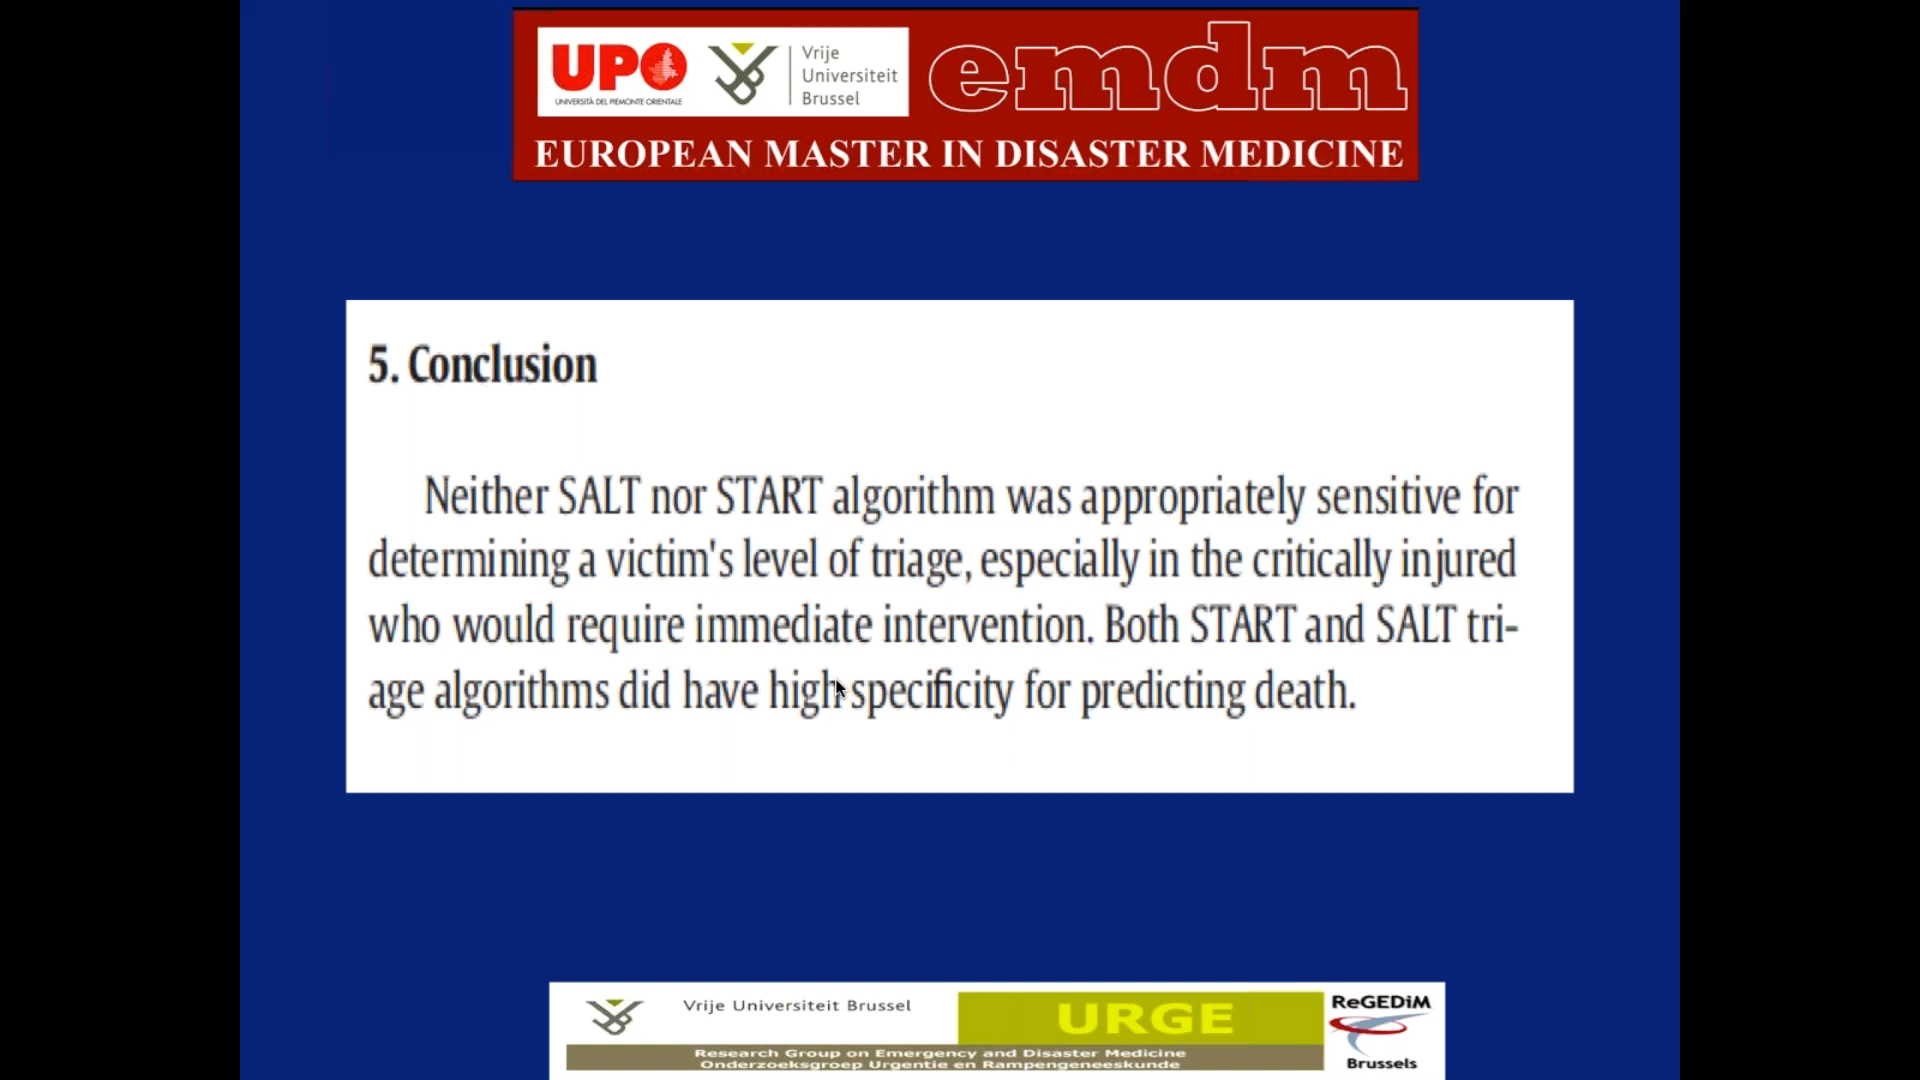 UPO
UNIVERSITÀ DEL PIEMONTE ORIENTALE
Vrije
Universiteit
Brussel
emdm
EUROPEAN MASTER IN DISASTER MEDICINE
5. Conclusion
Neither SALT nor START algorithm was appropriately sensitive for
determining a victim's level of triage, especially in the critically injured
who would require immediate intervention. Both START and SALT tri-
age algorithms did have high specificity for predicting death.
Vrije Universiteit Brussel
URGE
Research Group on Emergency and Disaster Medicine
Onderzoeksgroep Urgentie en Rampengeneeskunde
ReGEDiM
Brussels